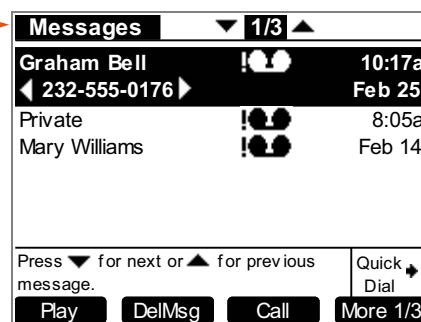 Messages 1/3
Graham Bell ! 10:17a
232-555-0176 Feb 25
Private ! 8:05a
Mary Williams ! Feb 14
Press for next or for previous
message.
Quick
Dial
Play DelMsg Call More 1/3